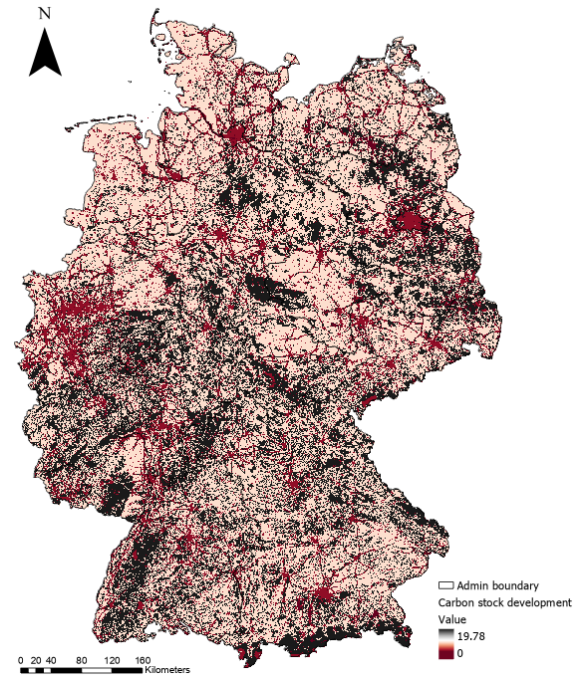 N
Admin boundary
Carbon stock development
Value
19.78
0
0 20 40 80 120 160
Kilometers